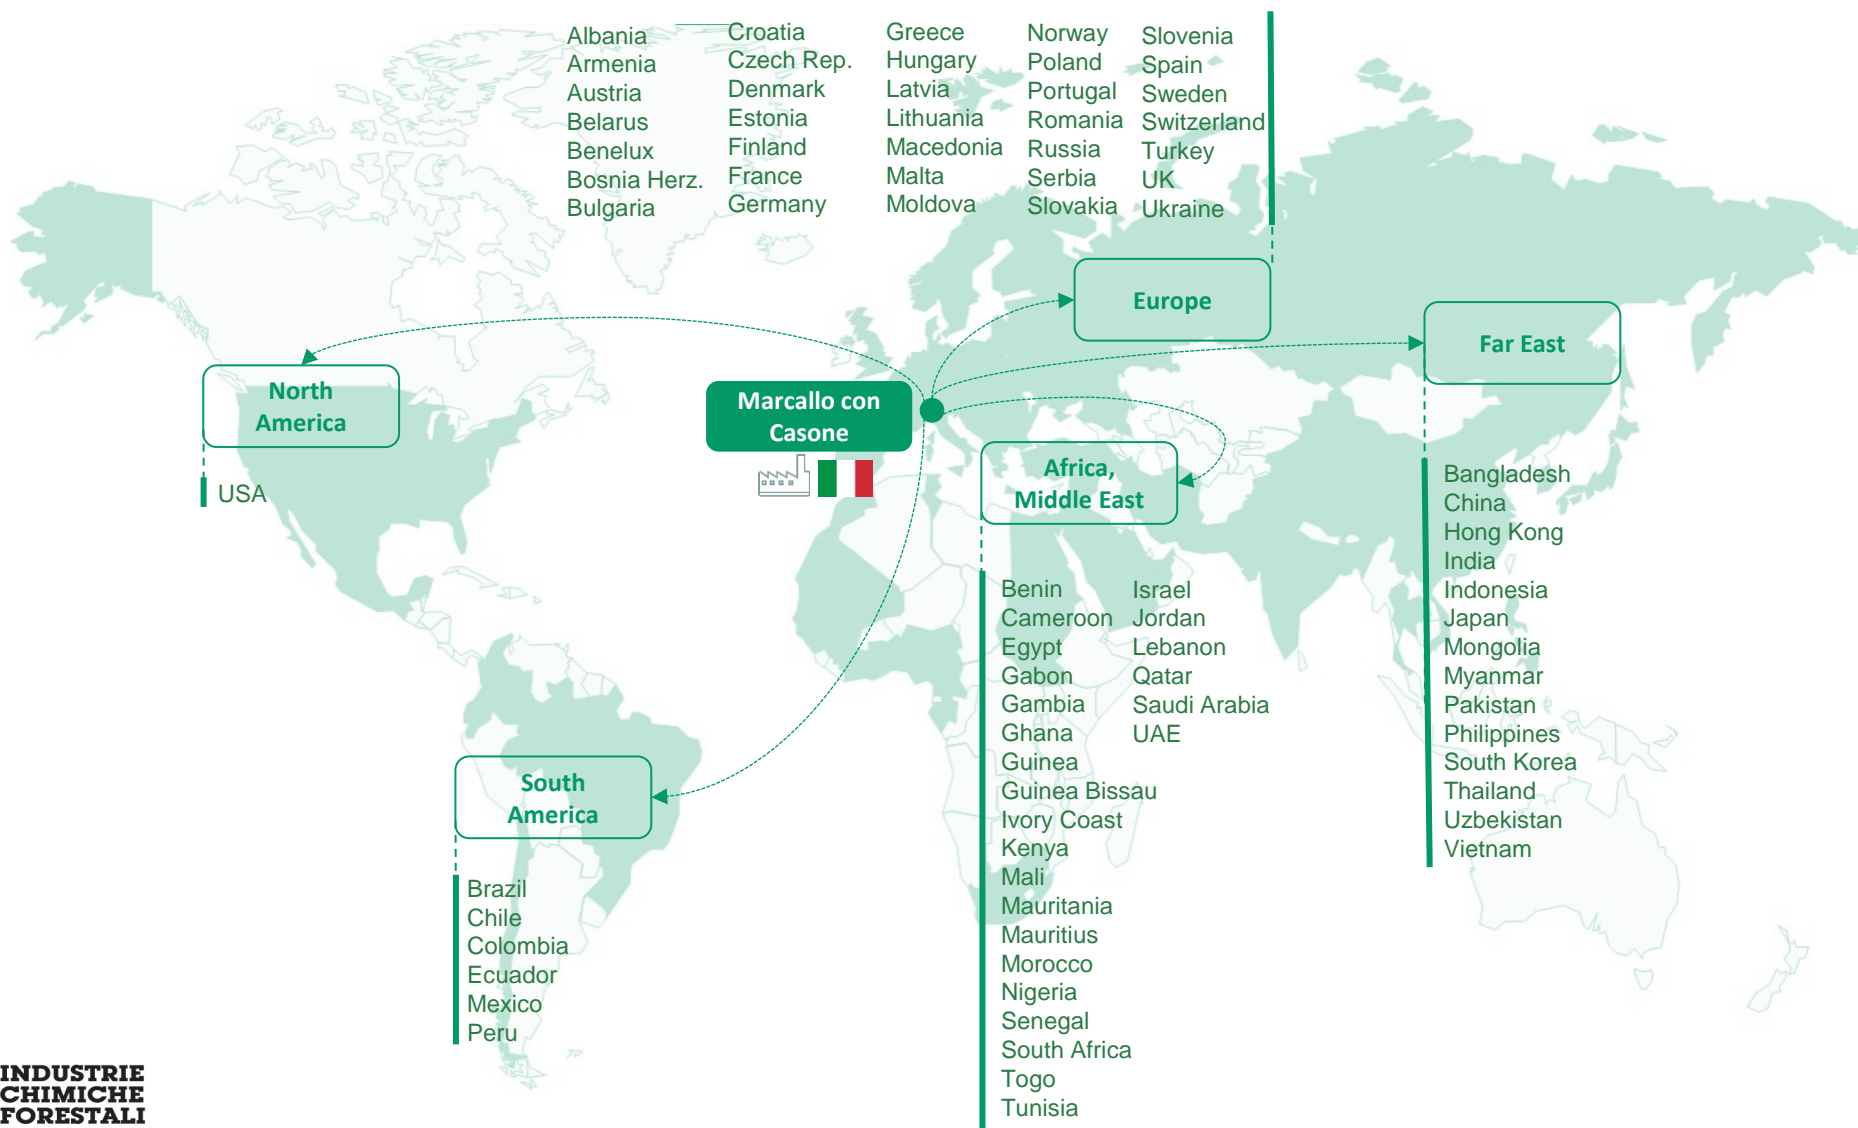 Albania
Armenia
Austria
Belarus
Benelux
Bosnia Herz.
Bulgaria
Croatia
Czech Rep.
Denmark
Estonia
Finland
France
Germany
Greece
Hungary
Latvia
Lithuania
Macedonia
Malta
Moldova
Norway
Poland
Portugal
Romania
Russia
Serbia
Slovakia
Slovenia
Spain
Sweden
Switzerland
Turkey
UK
Ukraine
Europe
Far East
North
America
USA
Marcallo con
Casone
Africa,
Middle East
Bangladesh
China
Hong Kong
India
Indonesia
Japan
Mongolia
Myanmar
Pakistan
Philippines
South Korea
Thailand
Uzbekistan
Vietnam
Benin
Cameroon
Egypt
Gabon
Gambia
Ghana
Guinea
Guinea Bissau
Ivory Coast
Kenya
Mali
Mauritania
Mauritius
Morocco
Nigeria
Senegal
South Africa
Togo
Tunisia
Israel
Jordan
Lebanon
Qatar
Saudi Arabia
UAE
South
America
Brazil
Chile
Colombia
Ecuador
Mexico
Peru
INDUSTRIE
CHIMICHE
FORESTALI